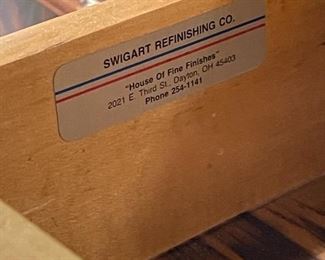 SWIGART REFINISHING CO.
"House Of Fine Finishes"
2021 E. Third St., Dayton, OH 45403
Phone 254-1141